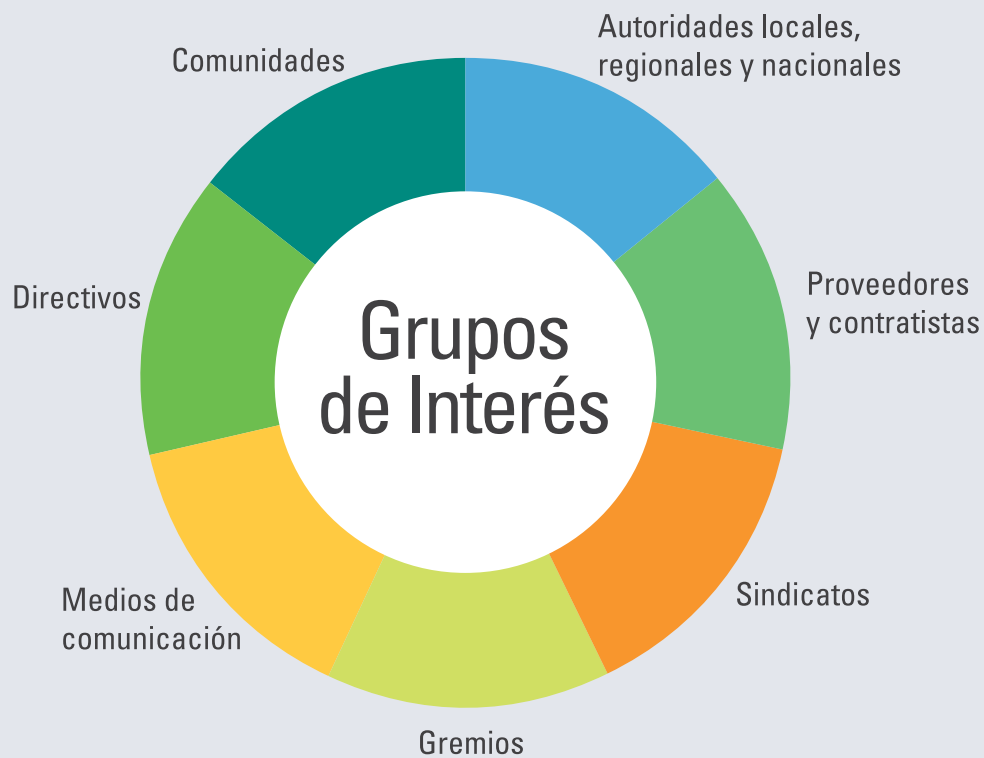 Autoridades locales,
regionales y nacionales
Comunidades
Directivos
Proveedores
y contratistas
Grupos
de Interés
Medios de
comunicación
Sindicatos
Gremios